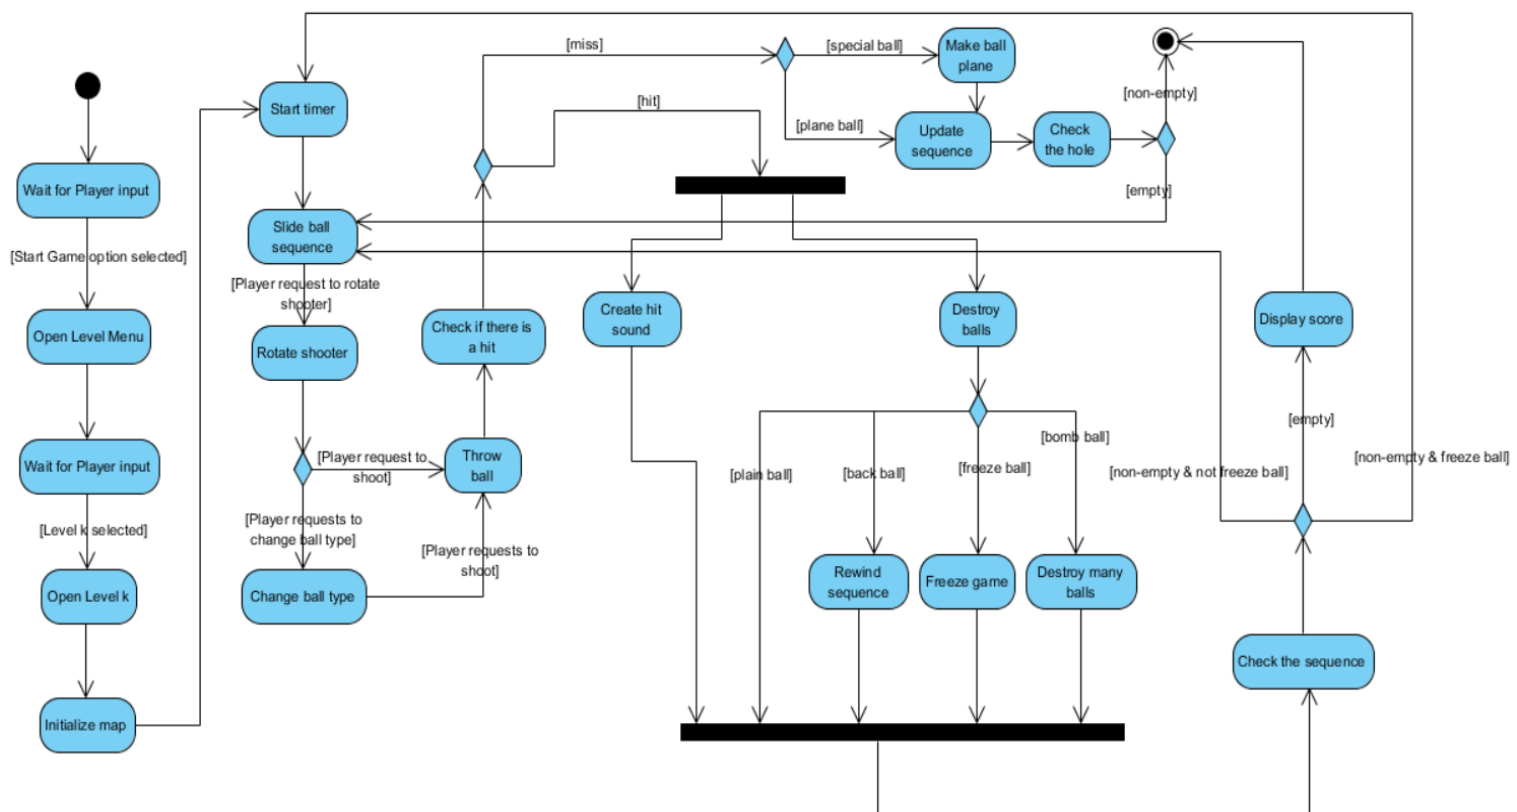 [miss]
[special ball]
Make ball
plane
[non-empty]
Start timer
[hit]
[plane ball]
Update
sequence
Check
the hole
Wait for Player input
[empty]
Slide ball
sequence
[Start Game option selected]
[Player request to rotate
shooter]
Open Level Menu
Rotate shooter
Check if there is
a hit
Create hit
sound
Destroy
balls
Display score
[empty]
[bomb ball]
Wait for Player input
[Player request to
shoot]
Throw
ball
[plain ball]
[back ball]
[freeze ball]
[non-empty & not freeze ball]
[non-empty & freeze ball]
[Level k selected]
[Player requests to
change ball type]
[Player requests to
shoot]
Open Level k
Change ball type
Rewind
sequence
Freeze game
Destroy many
balls
Check the sequence
Initialize map